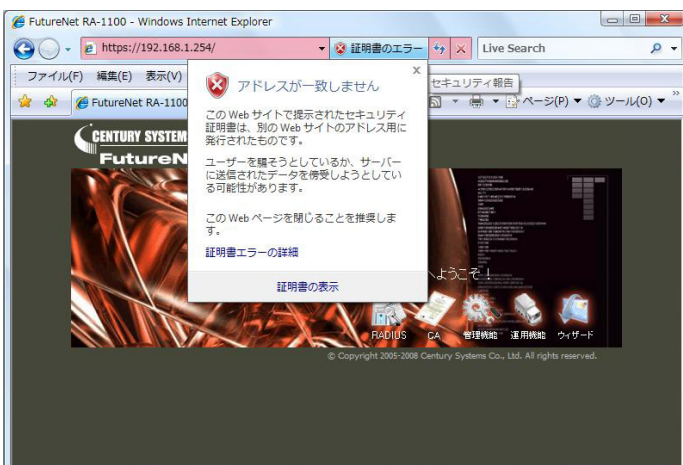 FutureNet RA-1100 - Windows Internet Explorer
https://192.168.1.254/
証明書のエラー
Live Search
ファイル(F) 編集(E) 表示(V)
セキュリティ報告
FutureNet RA-1100
ページ(P)
ツール(O)
アドレスが一致しません
x
この Web サイトで提示されたセキュリティ
証明書は、別の Web サイトのアドレス用に
発行されたものです。
ユーザーを騙そうとしているか、サーバー
に送信されたデータを傍受しようとしてい
る可能性があります。
この Web ページを閉じることを推奨しま
す。
証明書エラーの詳細
証明書の表示
CENTURY SYSTEM
FutureN
へようこそ！
RADIUS
CA
管理機能
運用機能
ウィザード
© Copyright 2005-2008 Century Systems Co., Ltd. All rights reserved.